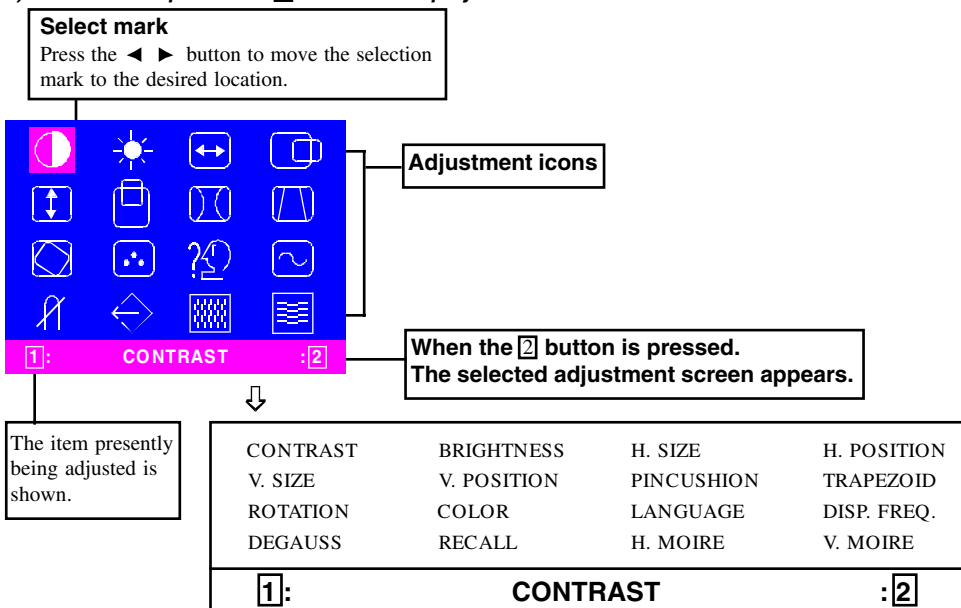 Select mark
Press the ◄ ► button to move the selection
mark to the desired location.
Adjustment icons
1: CONTRAST :2
When the 2 button is pressed.
The selected adjustment screen appears.
The item presently
being adjusted is
shown.
CONTRAST BRIGHTNESS H. SIZE H. POSITION
V. SIZE V. POSITION PINCUSHION TRAPEZOID
ROTATION COLOR LANGUAGE DISP. FREQ.
DEGAUSS RECALL H. MOIRE V. MOIRE
1: CONTRAST :2